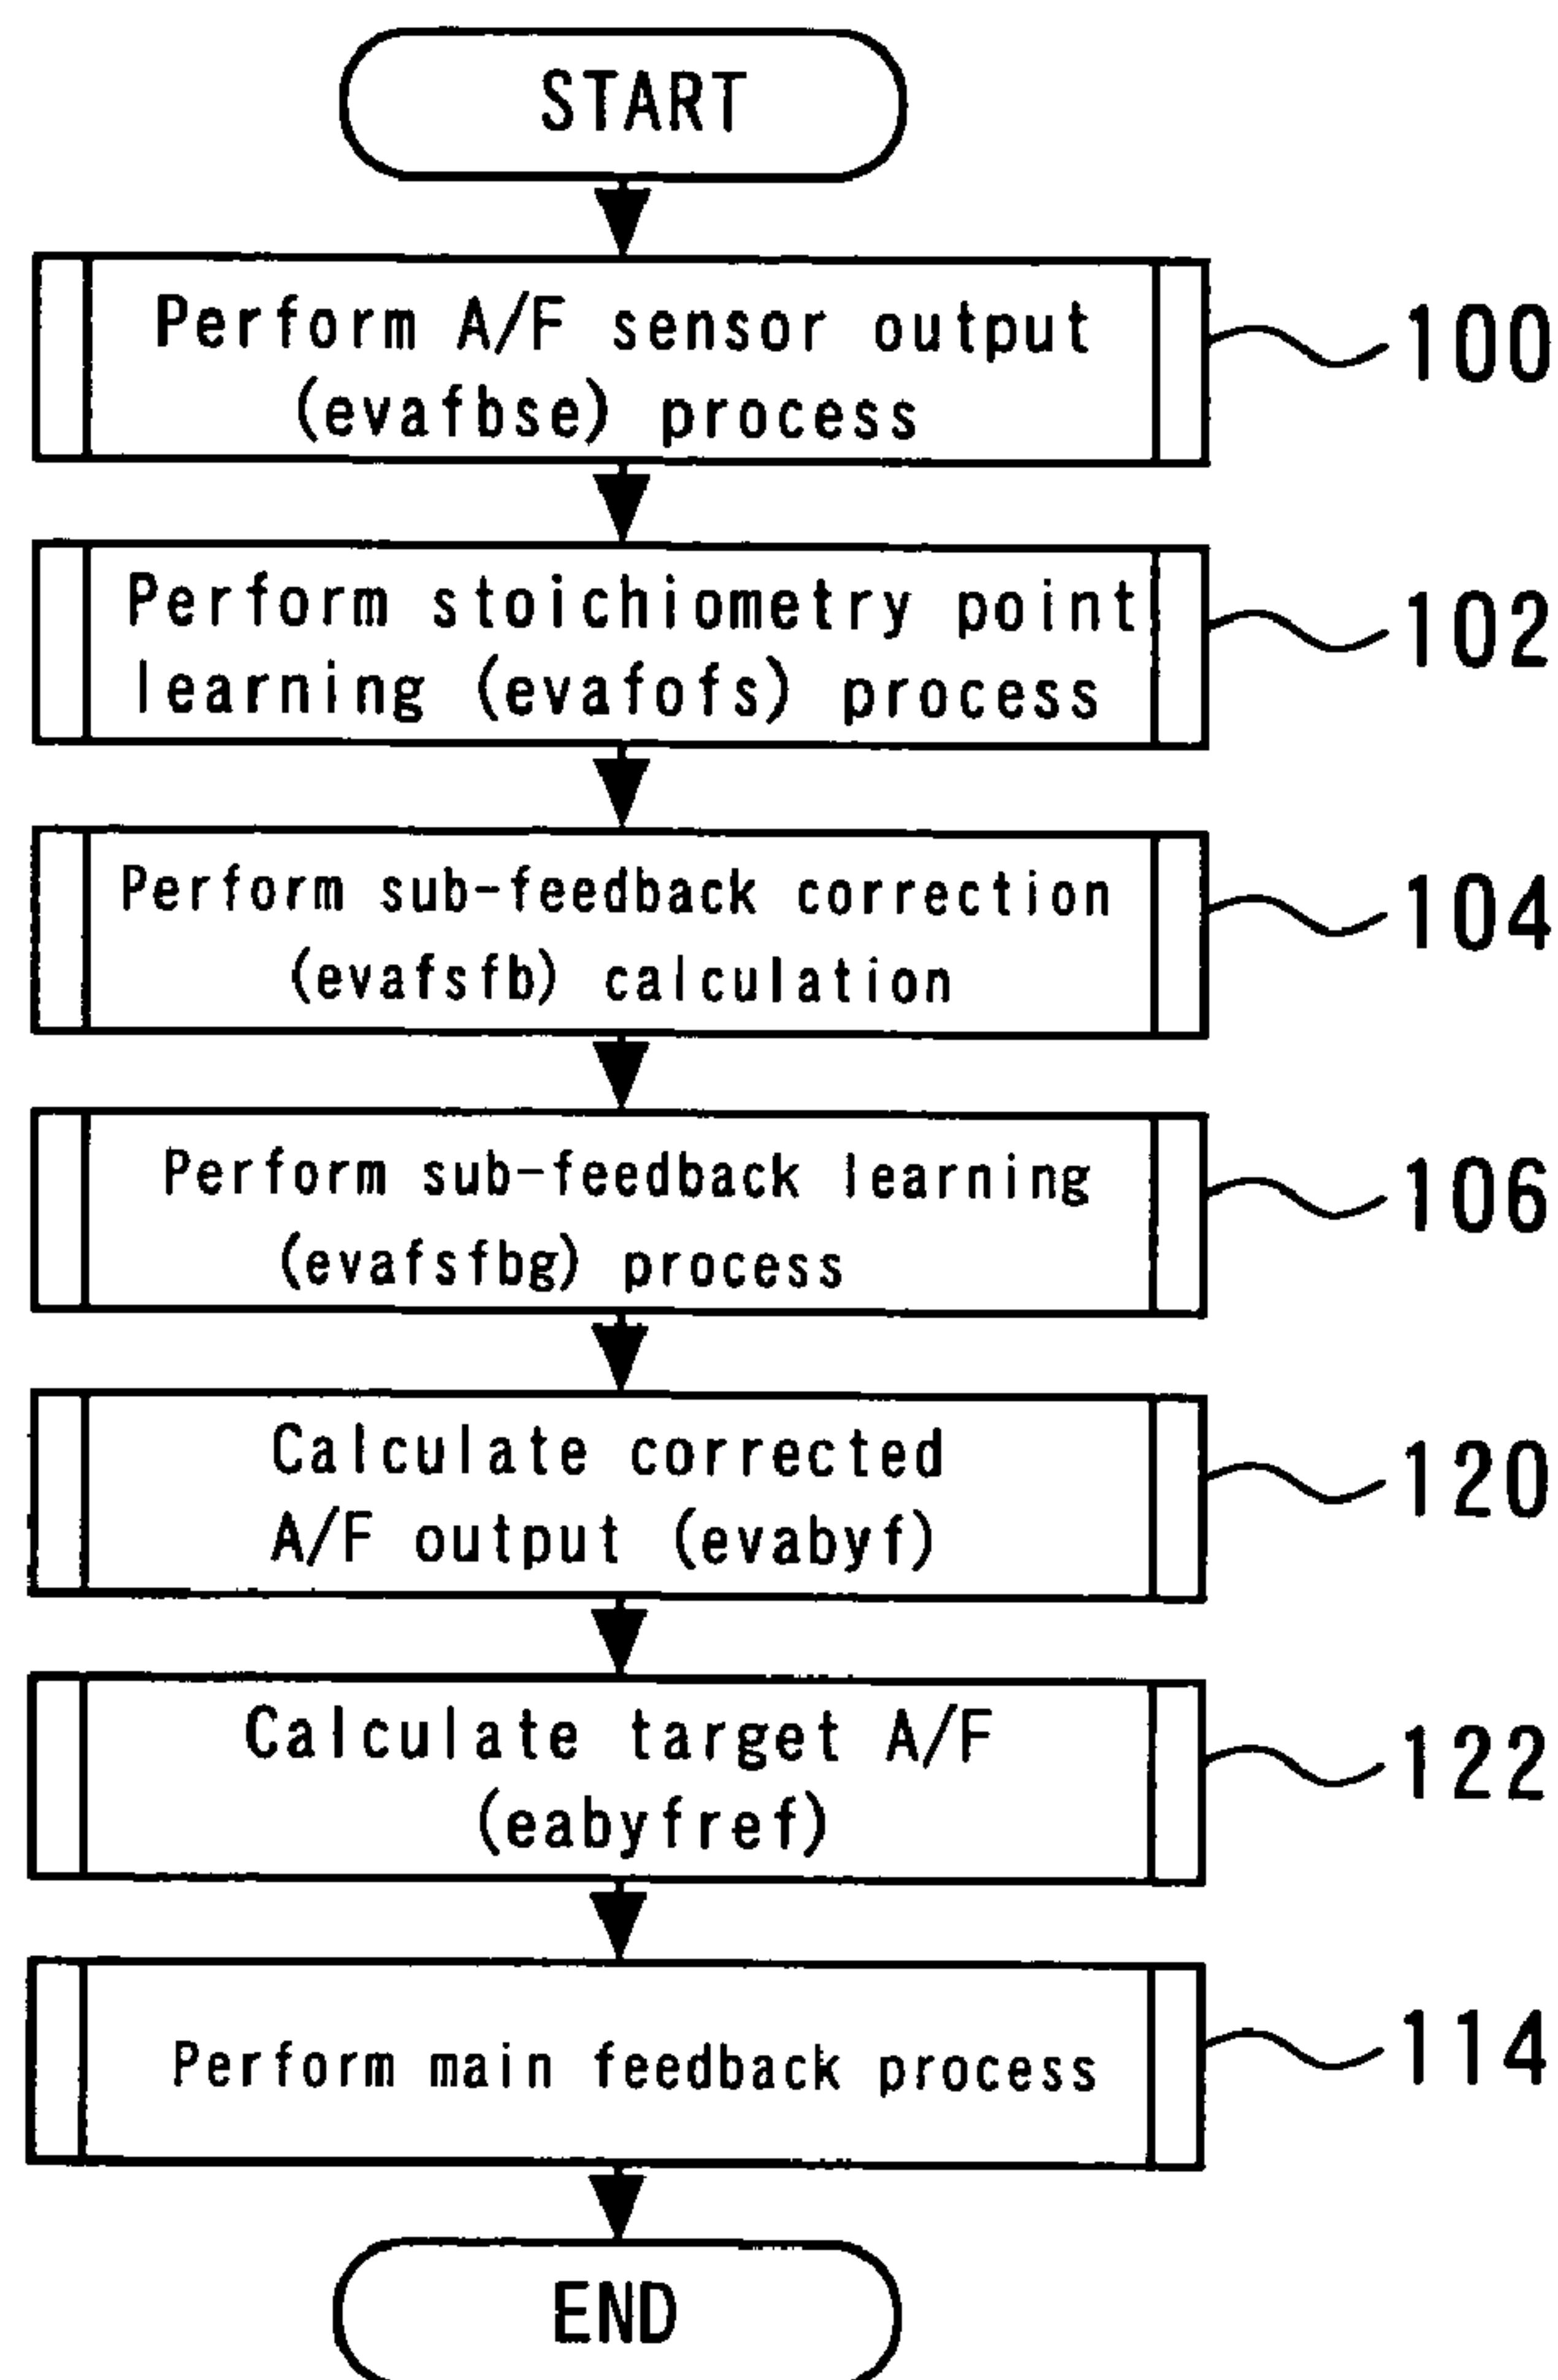 START
Perform A/F sensor output
(evafbse) process
100
Perform stoichiometry point
learning (evafofs) process
102
Perform sub-feedback correction
(evafsfb) calculation
104
Perform sub-feedback learning
(evafsfbg) process
106
Calculate corrected
A/F output (evabyf)
120
Calculate target A/F
(eabyfref)
122
Perform main feedback process
114
END